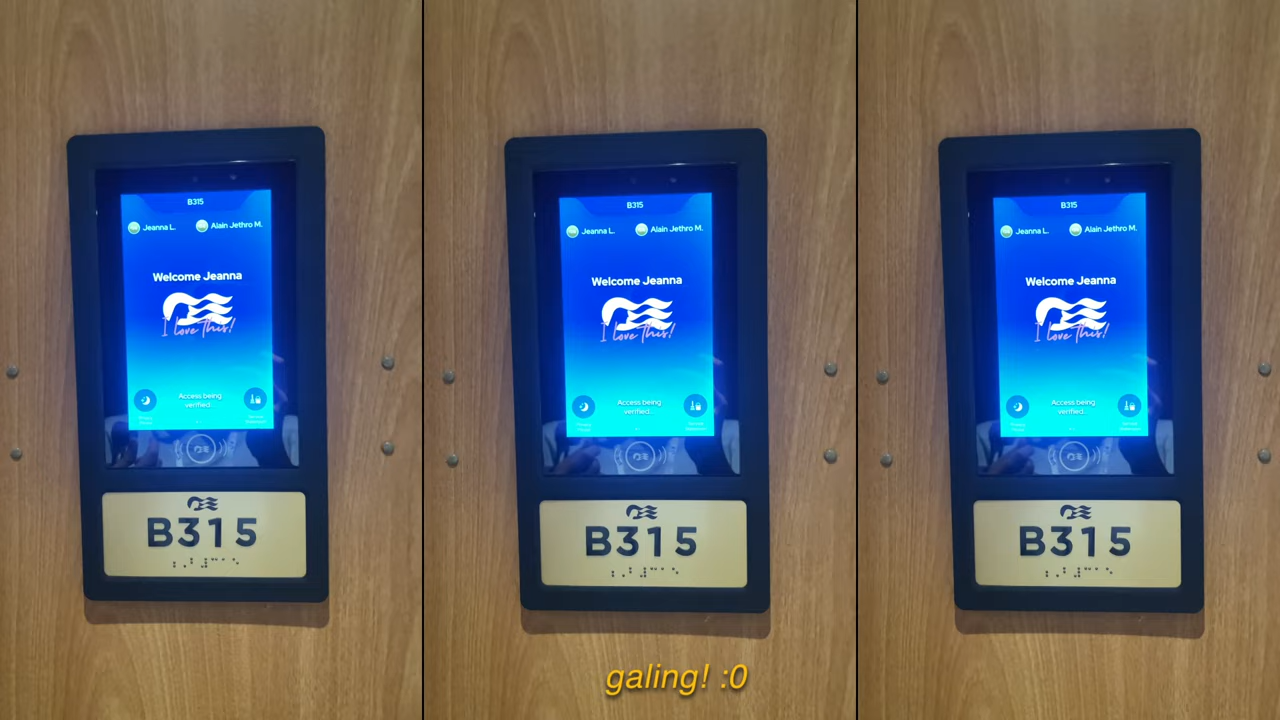 B315
Jeanna L. Alain Jethro M.
Welcome Jeanna
I love This!
Access being
verified...
B315
B315
Jeanna L. Alain Jethro M.
Welcome Jeanna
I love This!
Access being
verified...
B315
galing! :0
B315
Jeanna L. Alain Jethro M.
Welcome Jeanna
I love This!
Access being
verified...
B315